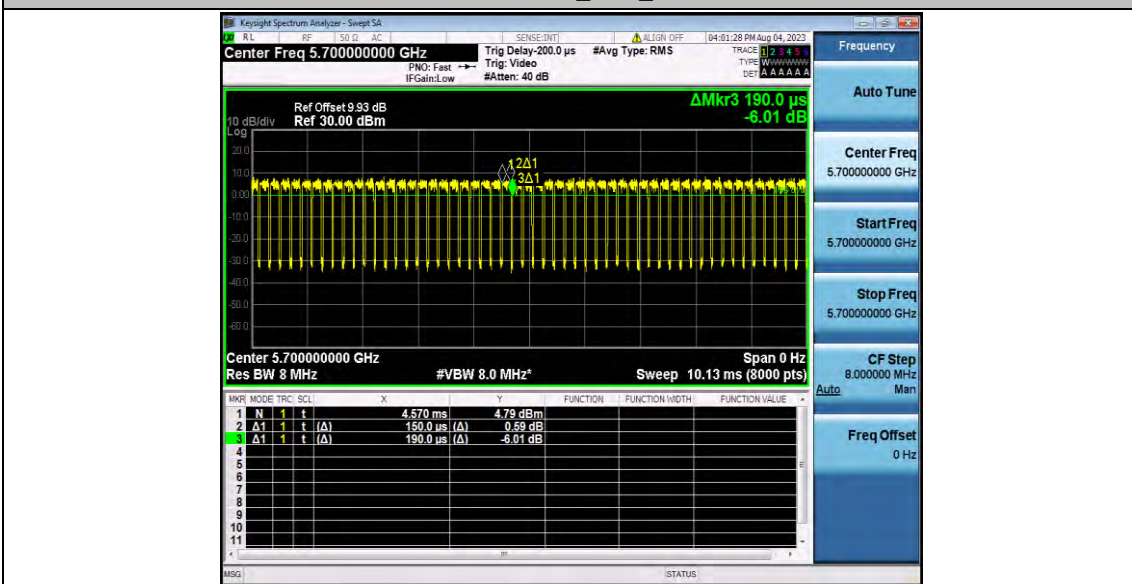 Keysight Spectrum Analyzer - Swept SA
RL RF 50 Ω AC SENSE:INT ALIGN OFF 04:01:28 PM Aug 04, 2023
Center Freq 5.700000000 GHz
PNO: Fast
IFGain:Low
Trig Delay-200.0 µs
Trig: Video
#Atten: 40 dB
#Avg Type: RMS
TRACE 1 2 3 4 5 6
TYPE W
DET A A A A A A
ΔMkr3 190.0 µs
-6.01 dB
Ref Offset 9.93 dB
10 dB/div Ref 30.00 dBm
Log
20.0
10.0
0.00
-10.0
-20.0
-30.0
-40.0
-50.0
-60.0
1 2Δ1
3Δ1
Center 5.700000000 GHz Span 0 Hz
Res BW 8 MHz #VBW 8.0 MHz* Sweep 10.13 ms (8000 pts)
MKR MODE TRC SCL X Y FUNCTION FUNCTION WIDTH FUNCTION VALUE
1 N 1 t 4.570 ms 4.79 dBm
2 Δ1 1 t (Δ) 150.0 µs (Δ) 0.59 dB
3 Δ1 1 t (Δ) 190.0 µs (Δ) -6.01 dB
4
5
6
7
8
9
10
11
MSG STATUS
Frequency
Auto Tune
Center Freq
5.700000000 GHz
Start Freq
5.700000000 GHz
Stop Freq
5.700000000 GHz
CF Step
8.000000 MHz
Auto Man
Freq Offset
0 Hz